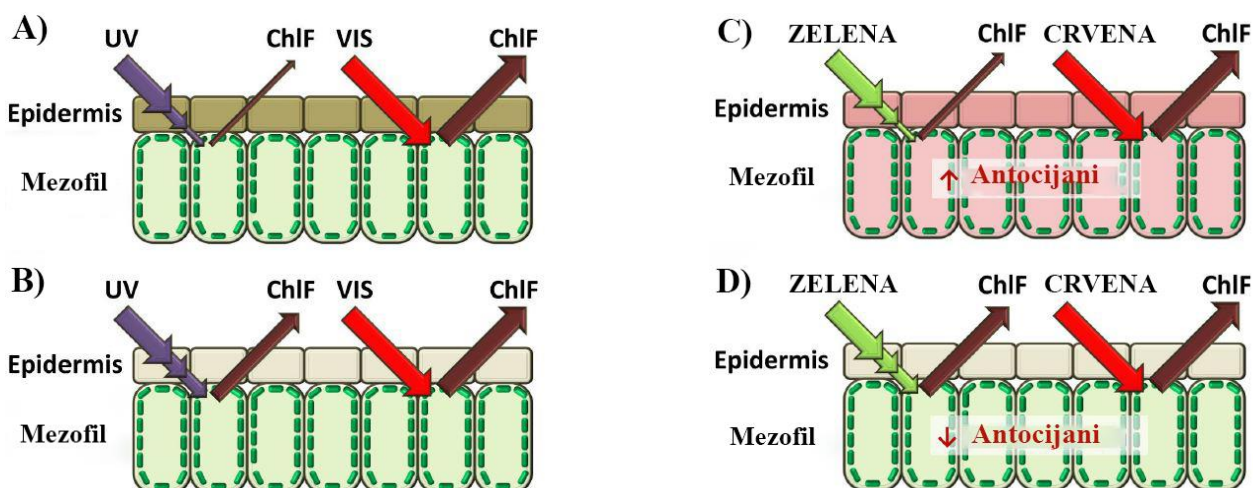 A)
UV ChlF VIS ChlF
Epidermis
Mezofil
B)
UV ChlF VIS ChlF
Epidermis
Mezofil
C)
ZELENA ChlF CRVENA ChlF
Epidermis
Mezofil
↑ Antocijani
D)
ZELENA ChlF CRVENA ChlF
Epidermis
Mezofil
↓ Antocijani